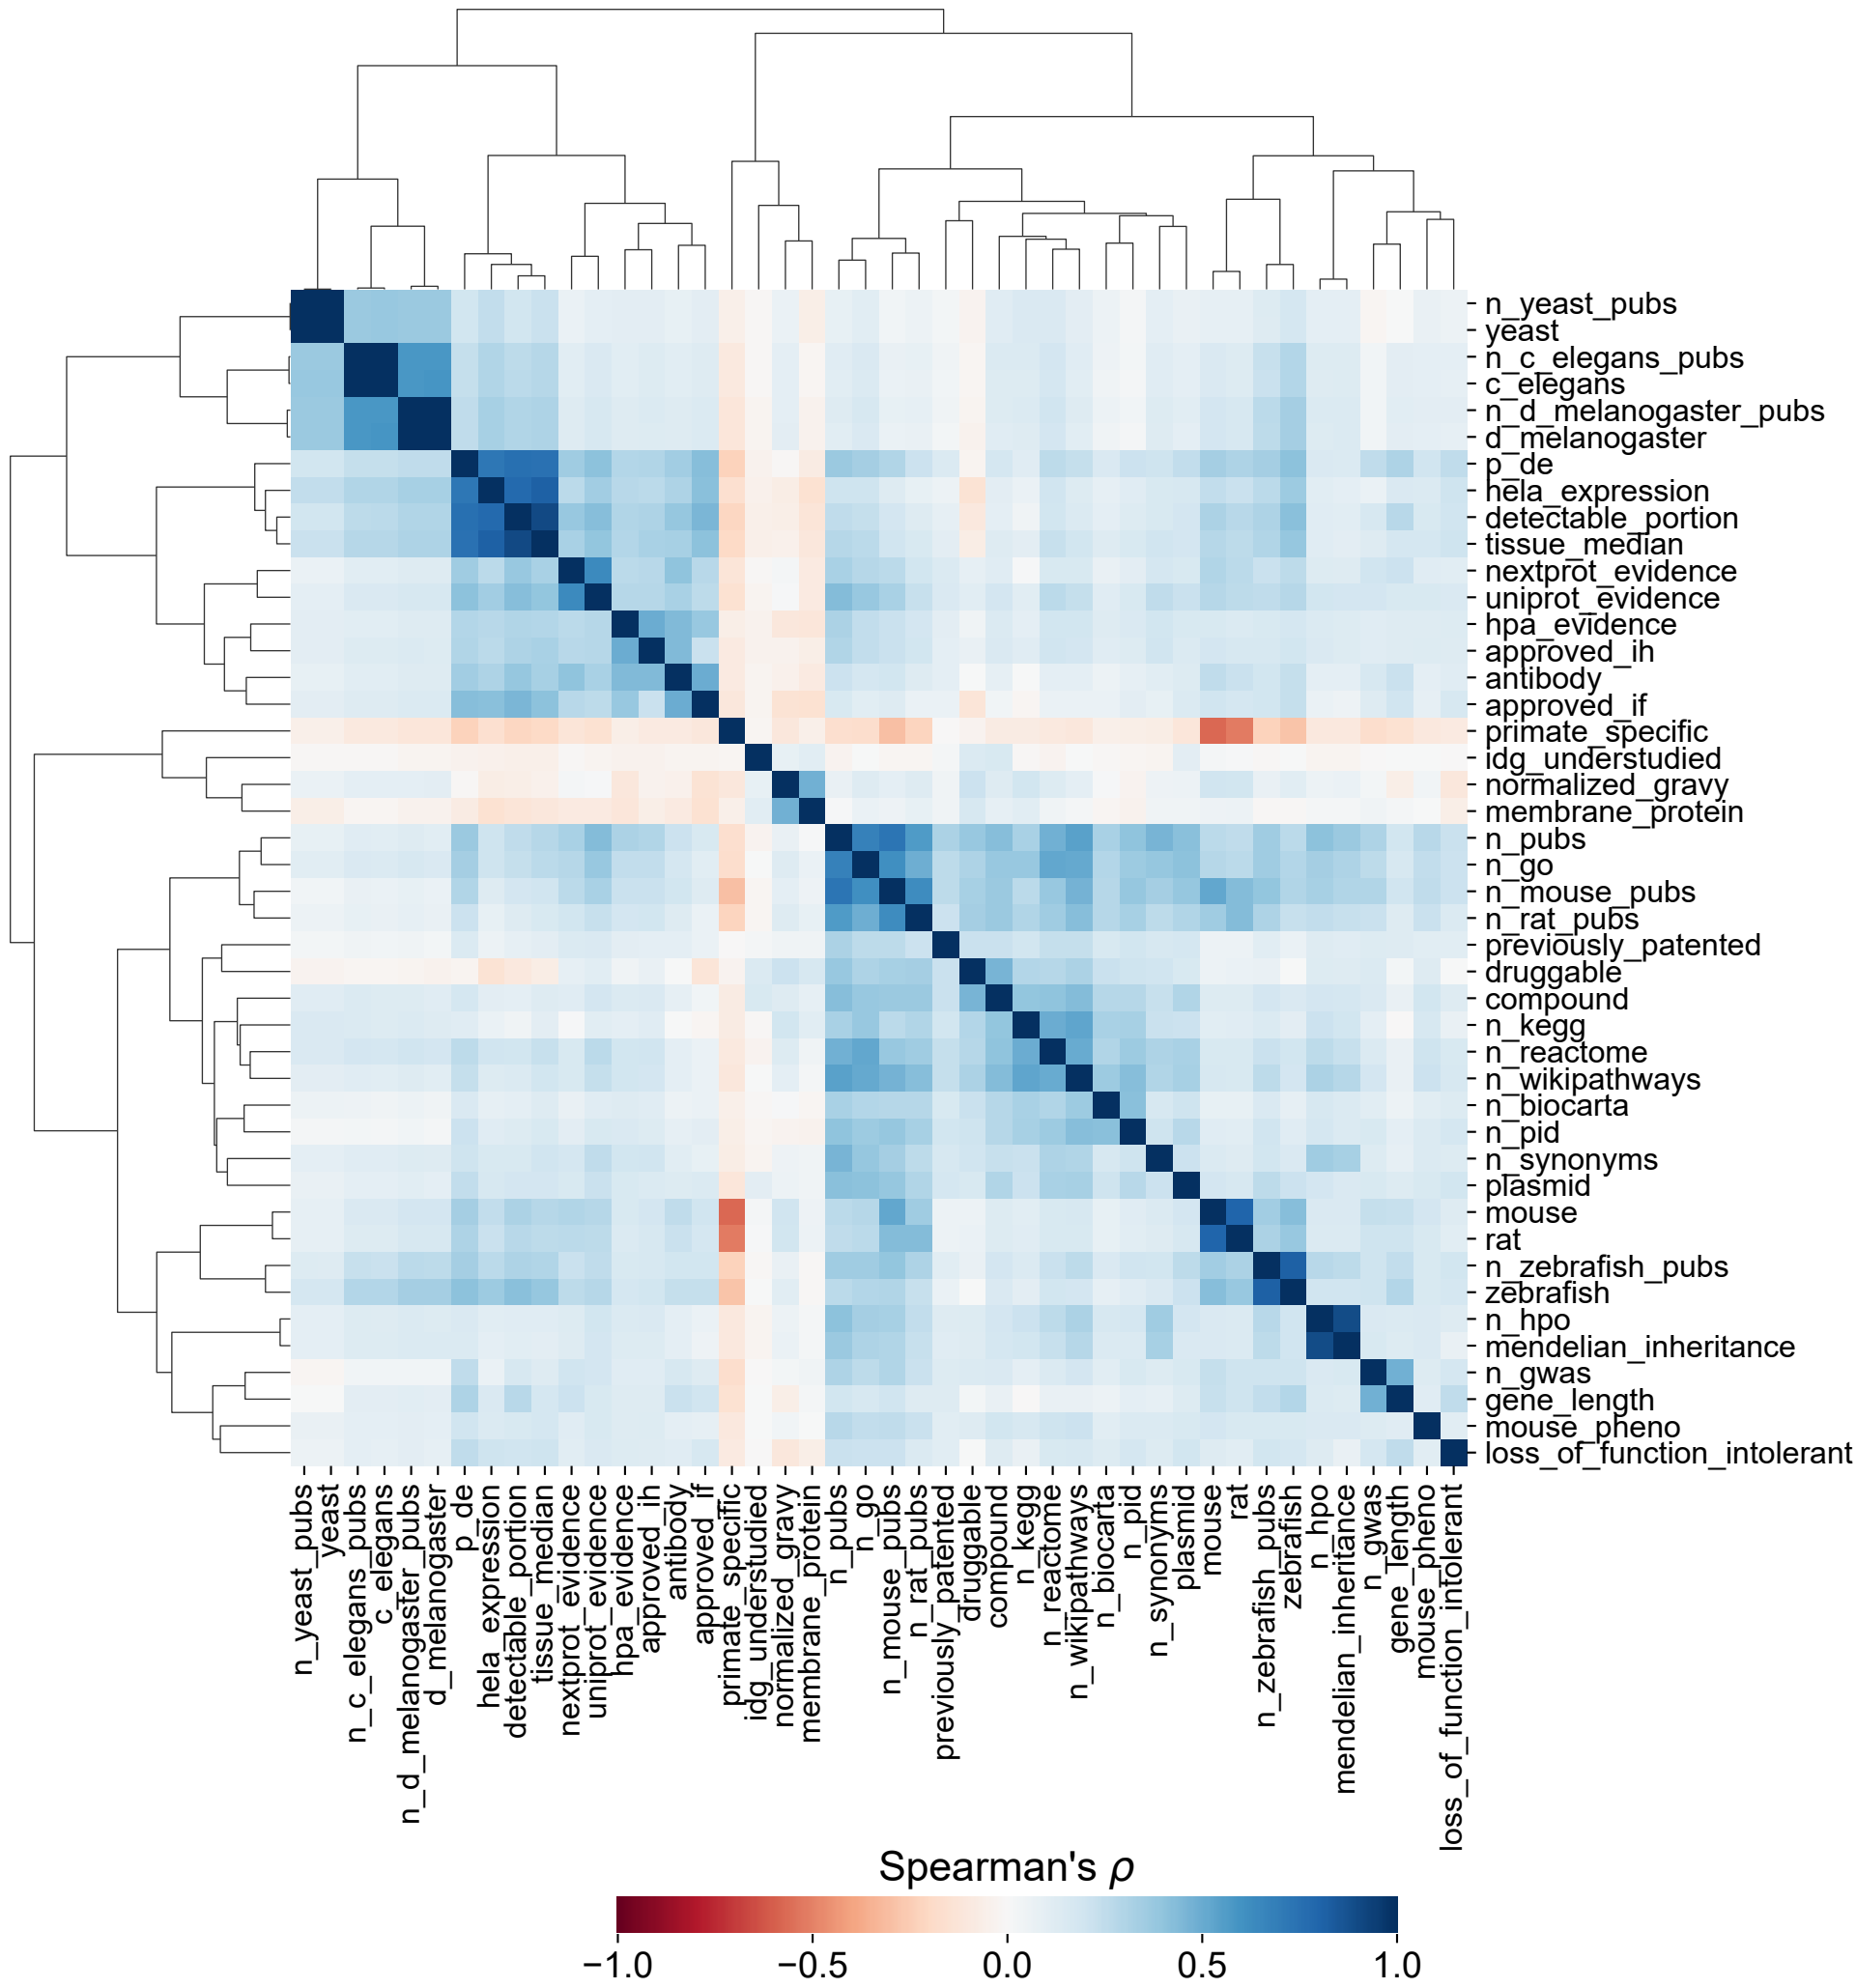 n_yeast_pubs
yeast
n_c_elegans_pubs
c_elegans
n_d_melanogaster_pubs
d_melanogaster
p_de
hela_expression
detectable_portion
tissue_median
nextprot_evidence
uniprot_evidence
hpa_evidence
approved_ih
antibody
approved_if
primate_specific
idg_understudied
normalized_gravy
membrane_protein
n_pubs
n_go
n_mouse_pubs
n_rat_pubs
previously_patented
druggable
compound
n_kegg
n_reactome
n_wikipathways
n_biocarta
n_pid
n_synonyms
plasmid
mouse
rat
n_zebrafish_pubs
zebrafish
n_hpo
mendelian_inheritance
n_gwas
gene_length
mouse_pheno
loss_of_function_intolerant
n_yeast_pubs
yeast
n_c_elegans_pubs
c_elegans
n_d_melanogaster_pubs
d_melanogaster
p_de
hela_expression
detectable_portion
tissue_median
nextprot_evidence
uniprot_evidence
hpa_evidence
approved_ih
antibody
approved_if
primate_specific
idg_understudied
normalized_gravy
membrane_protein
n_pubs
n_go
n_mouse_pubs
n_rat_pubs
previously_patented
druggable
compound
n_kegg
n_reactome
n_wikipathways
n_biocarta
n_pid
n_synonyms
plasmid
mouse
rat
n_zebrafish_pubs
zebrafish
n_hpo
mendelian_inheritance
n_gwas
gene_length
mouse_pheno
loss_of_function_intolerant
Spearman's ρ
−1.0 −0.5 0.0 0.5 1.0